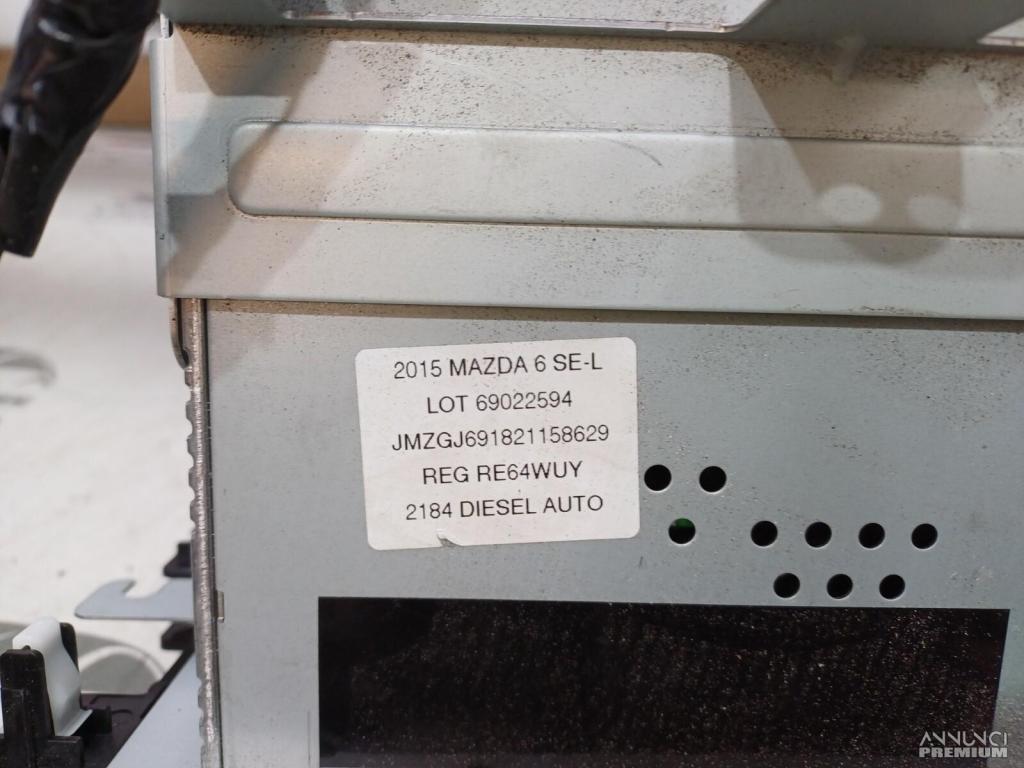 2015 MAZDA 6 SE-L
LOT 69022594
JMZGJ691821158629
REG RE64WUY
2184 DIESEL AUTO
ANNUNCI
PREMIUM